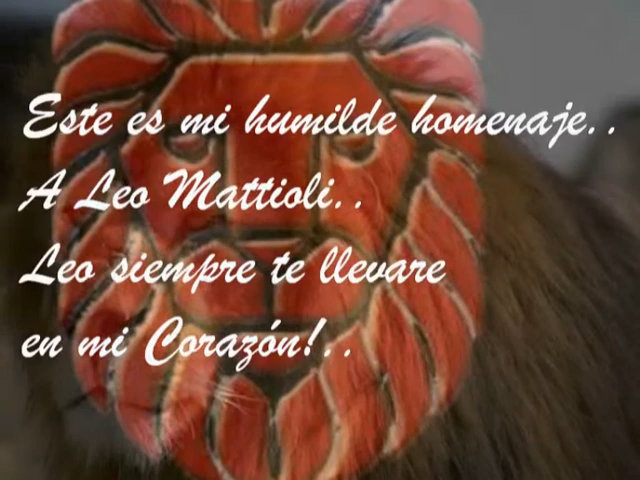 Este es mi humilde homenaje..
A Leo Mattioli..
Leo siempre te llevare
en mi Corazón!..